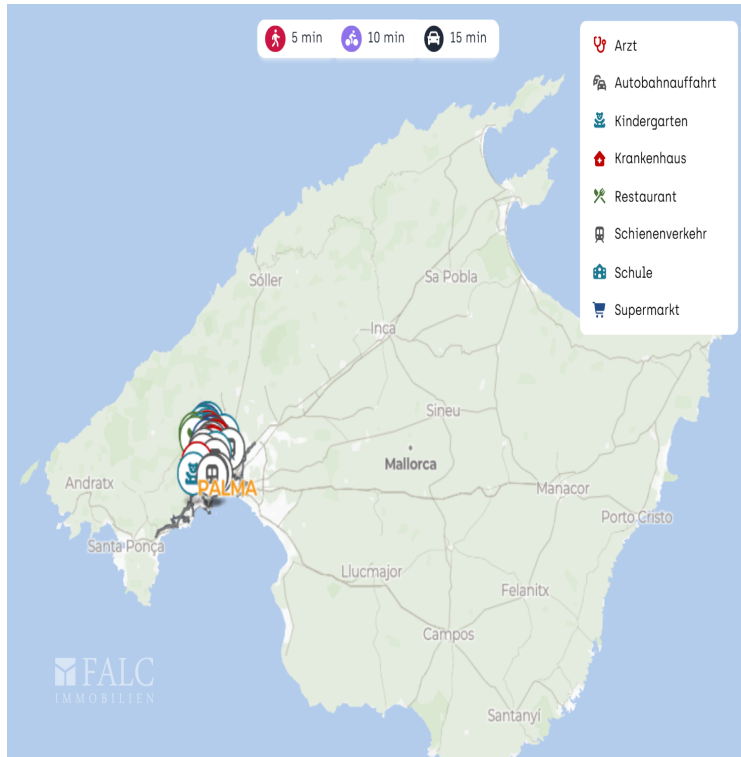 5 min
10 min
15 min
Arzt
Autobahnauffahrt
Kindergarten
Krankenhaus
Restaurant
Schienenverkehr
Schule
Supermarkt
Sóller
Sa Pobla
Inca
Sineu
Mallorca
Andratx
PALMA
Manacor
Porto Cristo
Santa Ponça
Llucmajor
Felanitx
Campos
Santanyí
FALC
IMMOBILIEN